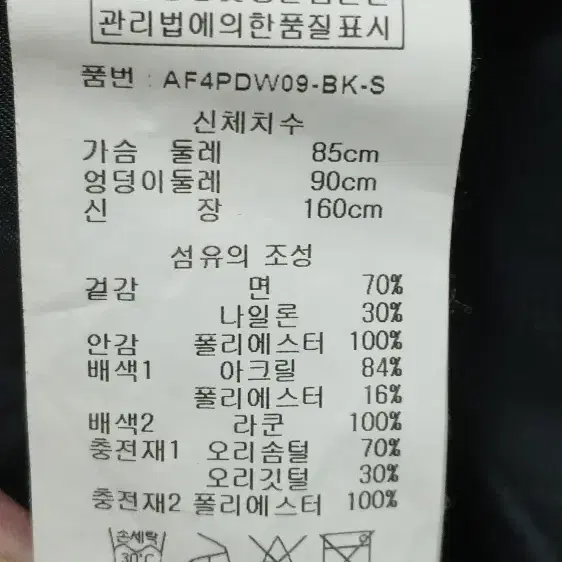 관리법에의한품질표시
품번 : AF4PDW09-BK-S
신체치수
가슴 둘레 85cm
엉덩이둘레 90cm
신 장 160cm
섬유의 조성
겉감 면 70%
나일론 30%
안감 폴리에스터 100%
배색1 아크릴 84%
폴리에스터 16%
배색2 라쿤 100%
충전재1 오리솜털 70%
오리깃털 30%
충전재2 폴리에스터 100%
손세탁
30°C